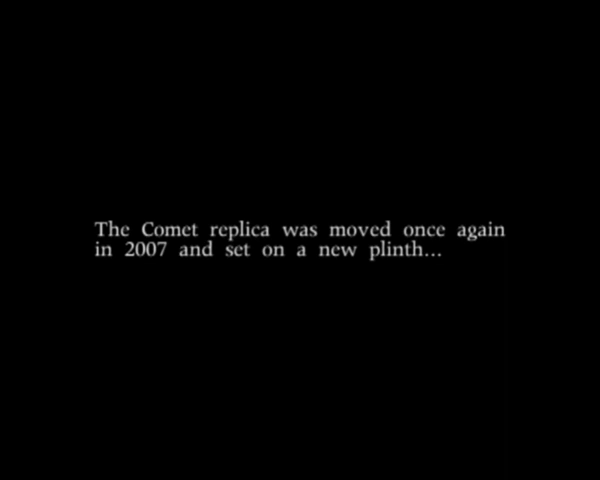 The Comet replica was moved once again
in 2007 and set on a new plinth...